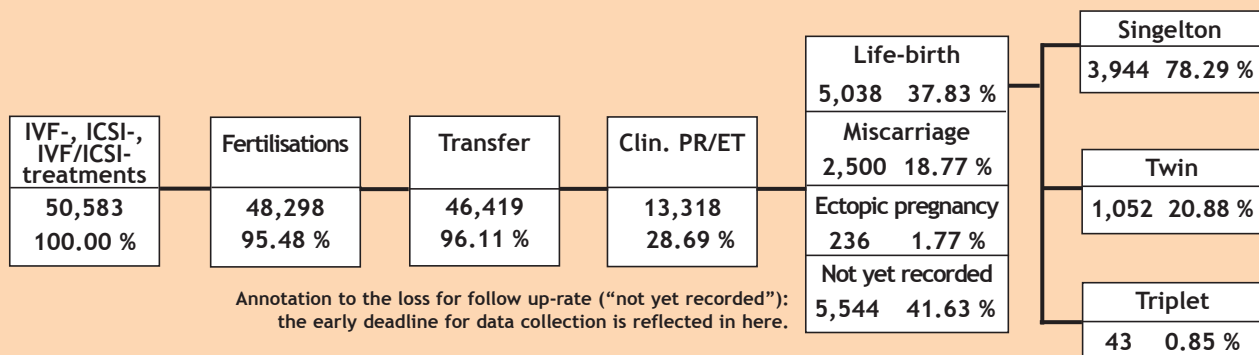 IVF-, ICSI-,
IVF/ICSI-
treatments
50,583
100.00 %
Fertilisations
48,298
95.48 %
Transfer
46,419
96.11 %
Clin. PR/ET
13,318
28.69 %
Life-birth
5,038 37.83 %
Miscarriage
2,500 18.77 %
Ectopic pregnancy
236 1.77 %
Not yet recorded
5,544 41.63 %
Singelton
3,944 78.29 %
Twin
1,052 20.88 %
Triplet
43 0.85 %
Annotation to the loss for follow up-rate (“not yet recorded”):
the early deadline for data collection is reflected in here.